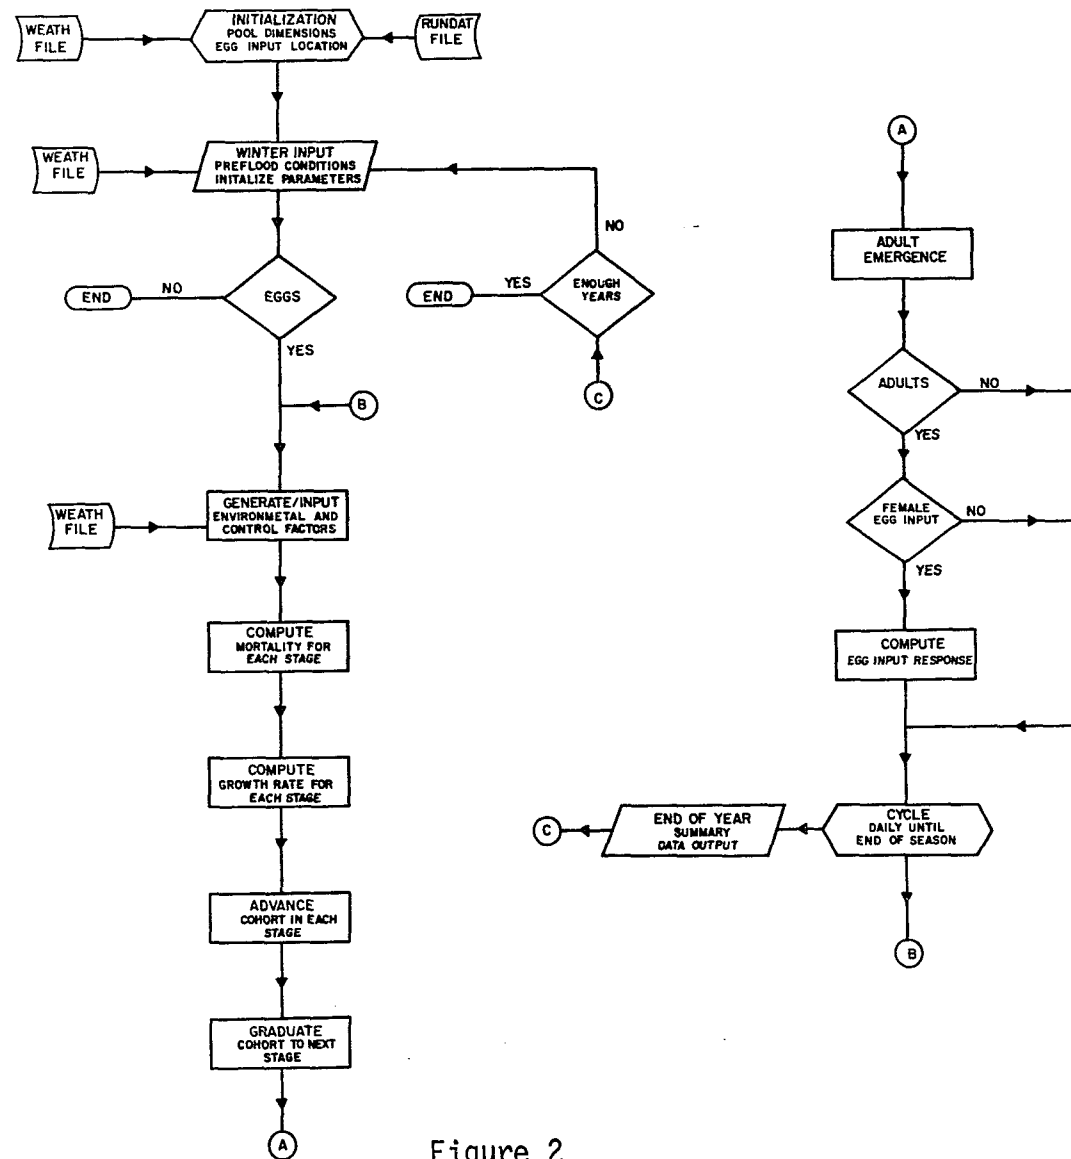 WEATH
FILE
INITIALIZATION
POOL DIMENSIONS
EGG INPUT LOCATION
RUNDAT
FILE
WEATH
FILE
WINTER INPUT
PREFLOOD CONDITIONS
INITALIZE PARAMETERS
NO
END
NO
EGGS
YES
END
YES
ENOUGH
YEARS
C
B
WEATH
FILE
GENERATE/INPUT
ENVIRONMETAL AND
CONTROL FACTORS
COMPUTE
MORTALITY FOR
EACH STAGE
COMPUTE
GROWTH RATE FOR
EACH STAGE
ADVANCE
COHORT IN EACH
STAGE
GRADUATE
COHORT TO NEXT
STAGE
A
A
ADULT
EMERGENCE
ADULTS
NO
YES
FEMALE
EGG INPUT
NO
YES
COMPUTE
EGG INPUT RESPONSE
CYCLE
DAILY UNTIL
END OF SEASON
END OF YEAR
SUMMARY
DATA OUTPUT
C
B
Figure 2